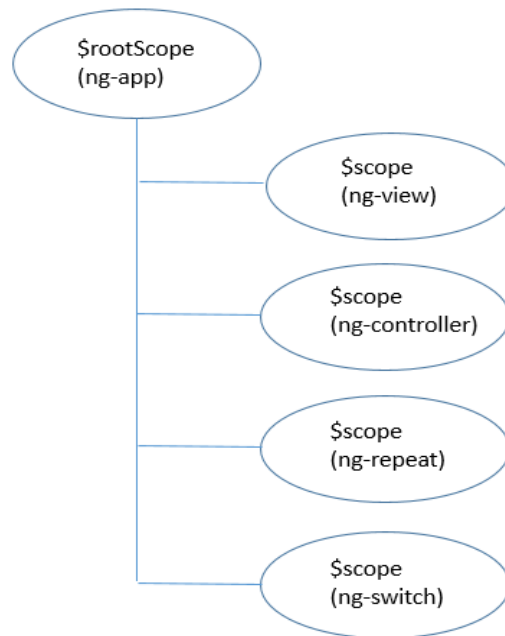 $rootScope
(ng-app)
$scope
(ng-view)
$scope
(ng-controller)
$scope
(ng-repeat)
$scope
(ng-switch)